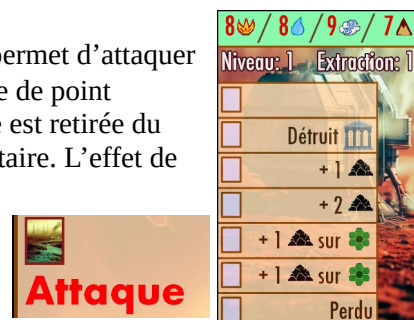 permet d’attaquer
e de point
e est retirée du
taire. L’effet de
Attaque
8 / 8 / 9 / 7
Niveau: 1 Extraction: 1
Détruit
+ 1
+ 2
+ 1 sur
+ 1 sur
Perdu